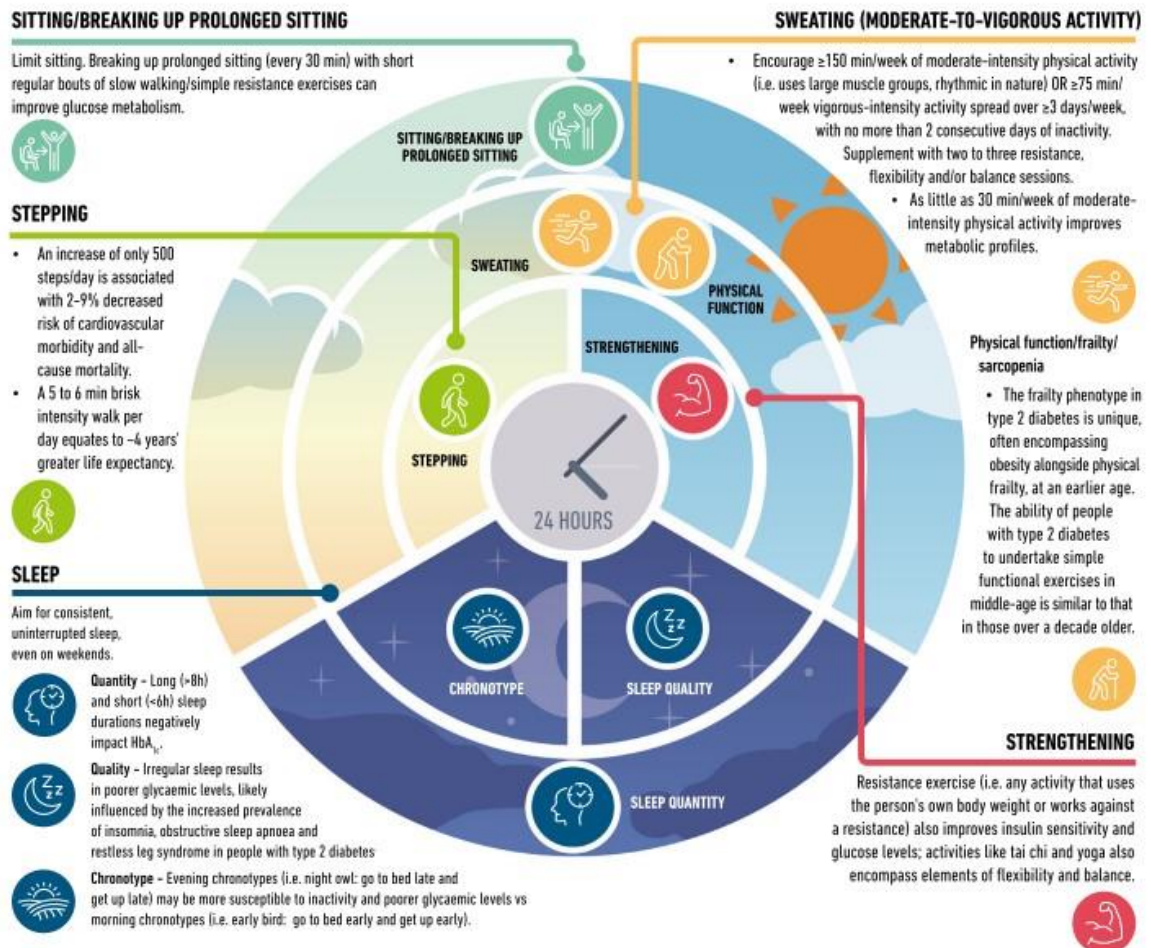 SITTING/BREAKING UP PROLONGED SITTING
Limit sitting. Breaking up prolonged sitting (every 30 min) with short
regular bouts of slow walking/simple resistance exercises can
improve glucose metabolism.
STEPPING
• An increase of only 500
steps/day is associated
with 2-9% decreased
risk of cardiovascular
morbidity and all-
cause mortality.
• A 5 to 6 min brisk
intensity walk per
day equates to ~4 years'
greater life expectancy.
SLEEP
Aim for consistent,
uninterrupted sleep,
even on weekends.
Quantity – Long (>8h)
and short (<6h) sleep
durations negatively
impact HbA1c.
Quality – Irregular sleep results
in poorer glycaemic levels, likely
influenced by the increased prevalence
of insomnia, obstructive sleep apnoea and
restless leg syndrome in people with type 2 diabetes
Chronotype – Evening chronotypes (i.e. night owl: go to bed late and
get up late) may be more susceptible to inactivity and poorer glycaemic levels vs
morning chronotypes (i.e. early bird: go to bed early and get up early).
SITTING/BREAKING UP
PROLONGED SITTING
SWEATING
PHYSICAL
FUNCTION
STRENGTHENING
STEPPING
24 HOURS
CHRONOTYPE
SLEEP QUALITY
SLEEP QUANTITY
SWEATING (MODERATE-TO-VIGOROUS ACTIVITY)
• Encourage ≥150 min/week of moderate-intensity physical activity
(i.e. uses large muscle groups, rhythmic in nature) OR ≥75 min/
week vigorous-intensity activity spread over ≥3 days/week,
with no more than 2 consecutive days of inactivity.
Supplement with two to three resistance,
flexibility and/or balance sessions.
• As little as 30 min/week of moderate-
intensity physical activity improves
metabolic profiles.
Physical function/frailty/
sarcopenia
• The frailty phenotype in
type 2 diabetes is unique,
often encompassing
obesity alongside physical
frailty, at an earlier age.
The ability of people
with type 2 diabetes
to undertake simple
functional exercises in
middle-age is similar to that
in those over a decade older.
STRENGTHENING
Resistance exercise (i.e. any activity that uses
the person's own body weight or works against
a resistance) also improves insulin sensitivity and
glucose levels; activities like tai chi and yoga also
encompass elements of flexibility and balance.